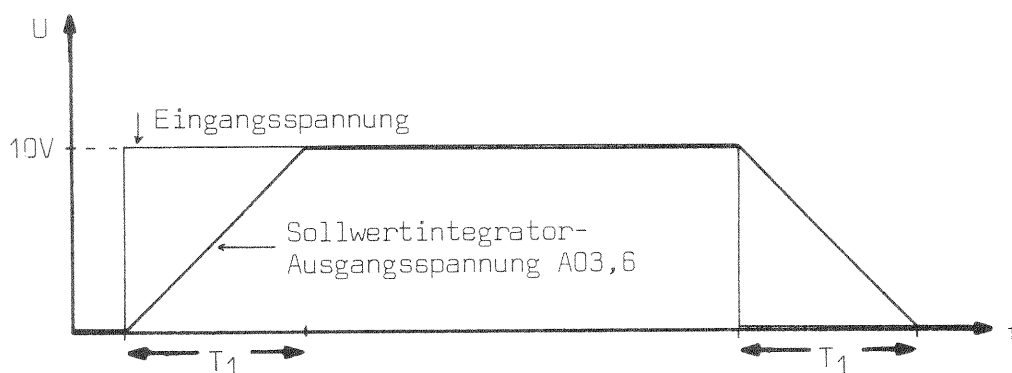 U
Eingangsspannung
10V
Sollwertintegrator-
Ausgangsspannung A03,6
T1
T1